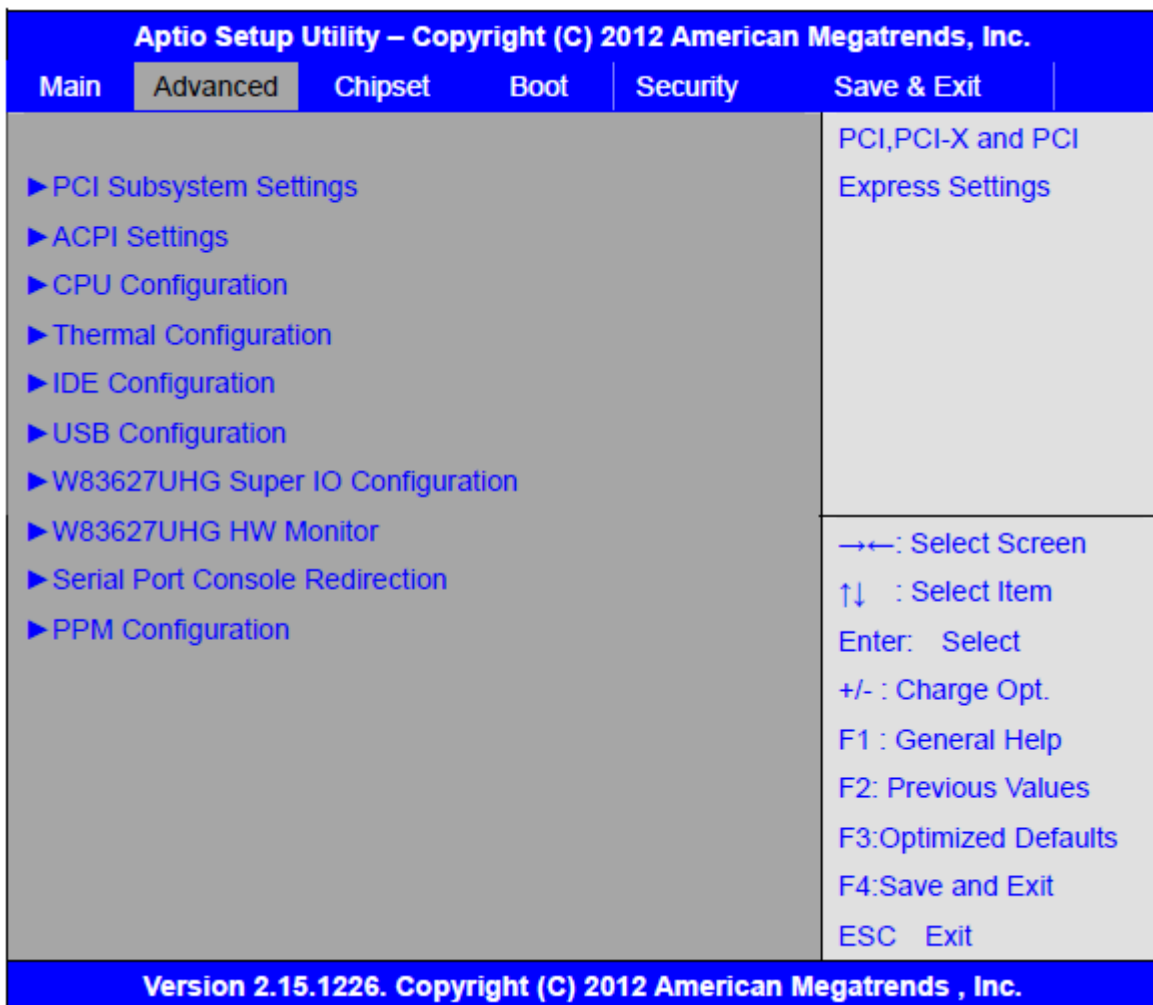 Aptio Setup Utility – Copyright (C) 2012 American Megatrends, Inc.
Main Advanced Chipset Boot Security Save & Exit
►PCI Subsystem Settings
►ACPI Settings
►CPU Configuration
►Thermal Configuration
►IDE Configuration
►USB Configuration
►W83627UHG Super IO Configuration
►W83627UHG HW Monitor
►Serial Port Console Redirection
►PPM Configuration
PCI,PCI-X and PCI
Express Settings
→←: Select Screen
↑↓ : Select Item
Enter: Select
+/- : Charge Opt.
F1 : General Help
F2: Previous Values
F3:Optimized Defaults
F4:Save and Exit
ESC Exit
Version 2.15.1226. Copyright (C) 2012 American Megatrends , Inc.